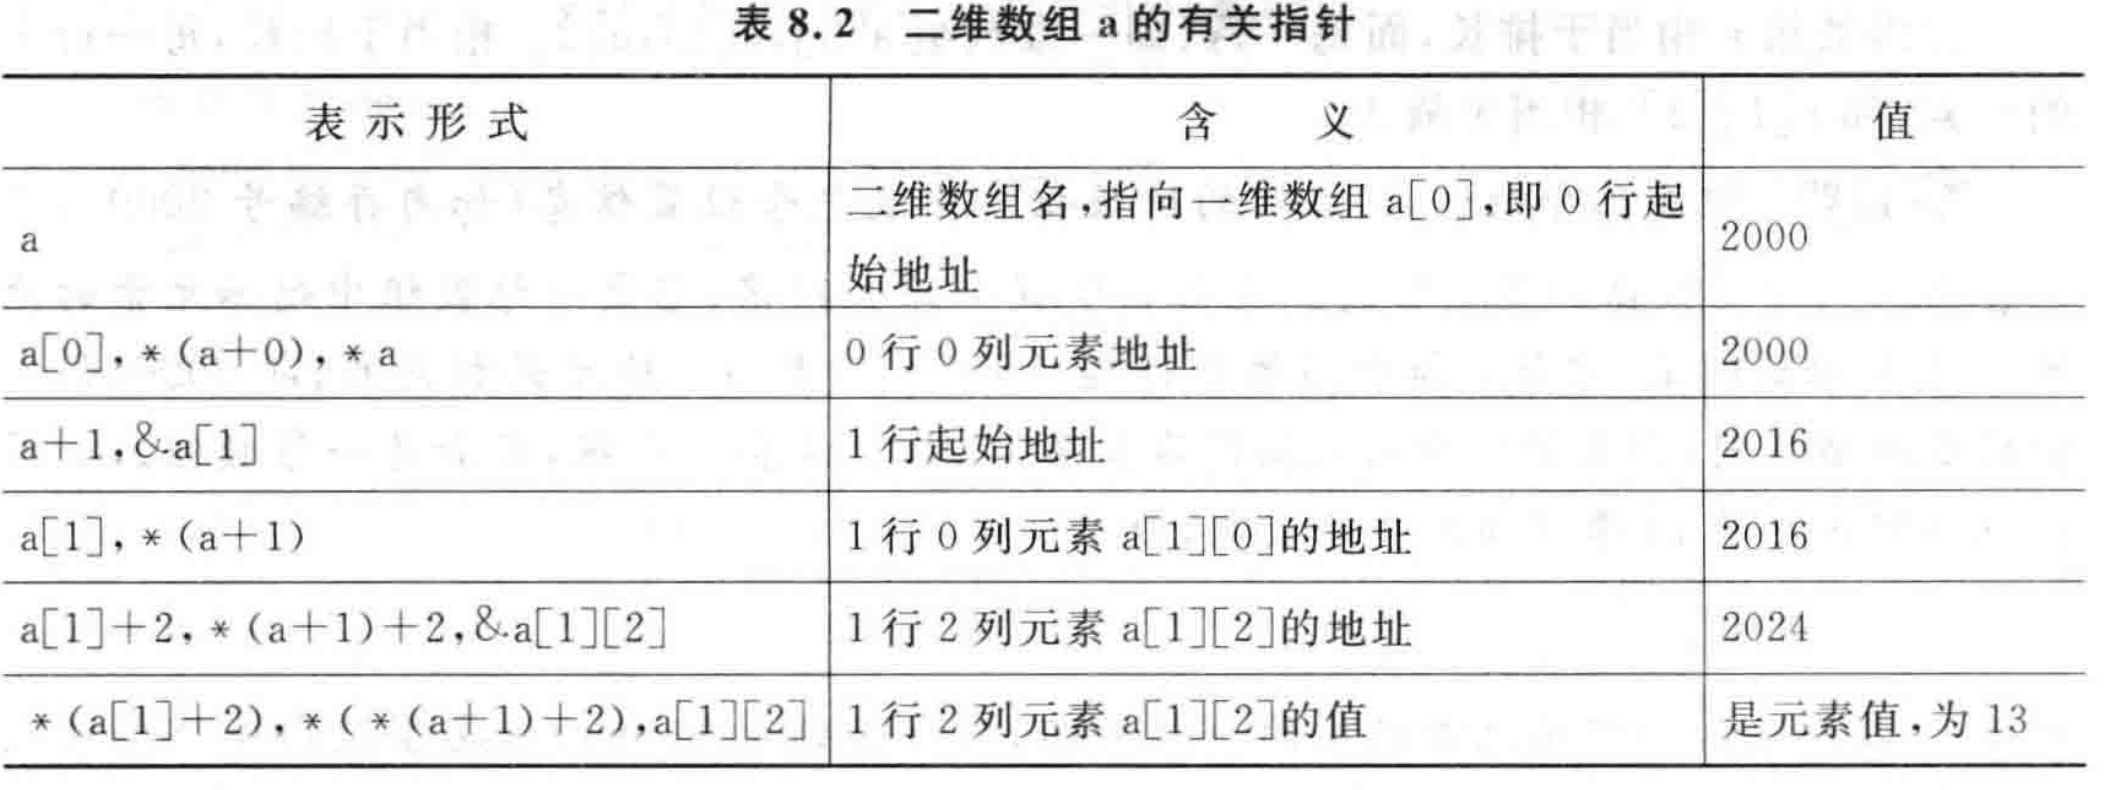 表 8.2 二维数组 a 的有关指针
表示形式 含 义 值
a 二维数组名,指向一维数组 a[0],即 0 行起始地址 2000
a[0], *(a+0), *a 0 行 0 列元素地址 2000
a+1,&a[1] 1 行起始地址 2016
a[1], *(a+1) 1 行 0 列元素 a[1][0]的地址 2016
a[1]+2, *(a+1)+2,&a[1][2] 1 行 2 列元素 a[1][2]的地址 2024
*(a[1]+2), *(*(a+1)+2),a[1][2] 1 行 2 列元素 a[1][2]的值 是元素值,为 13